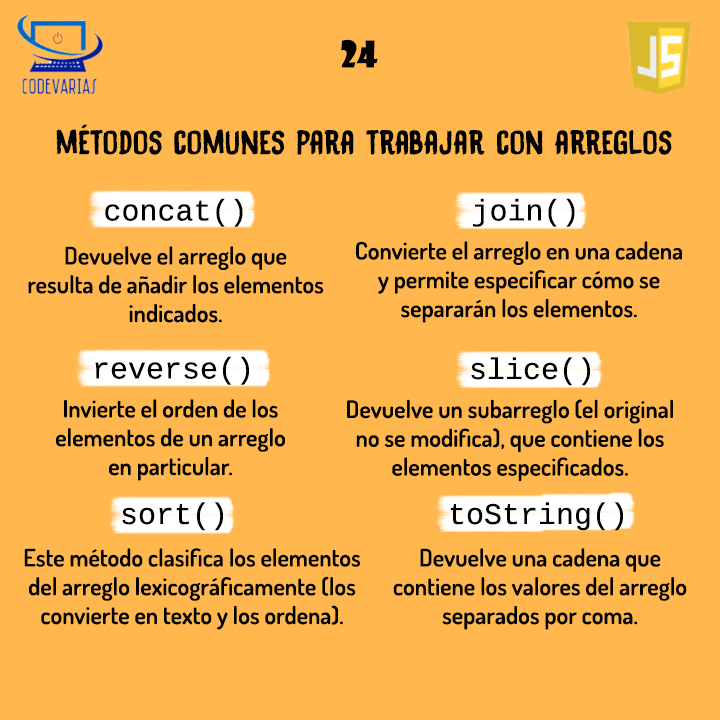 CODEVARIAS
24
JS
MÉTODOS COMUNES PARA TRABAJAR CON ARREGLOS
concat()
Devuelve el arreglo que
resulta de añadir los elementos
indicados.
join()
Convierte el arreglo en una cadena
y permite especificar cómo se
separarán los elementos.
reverse()
Invierte el orden de los
elementos de un arreglo
en particular.
slice()
Devuelve un subarreglo (el original
no se modifica), que contiene los
elementos especificados.
sort()
Este método clasifica los elementos
del arreglo lexicográficamente (los
convierte en texto y los ordena).
toString()
Devuelve una cadena que
contiene los valores del arreglo
separados por coma.